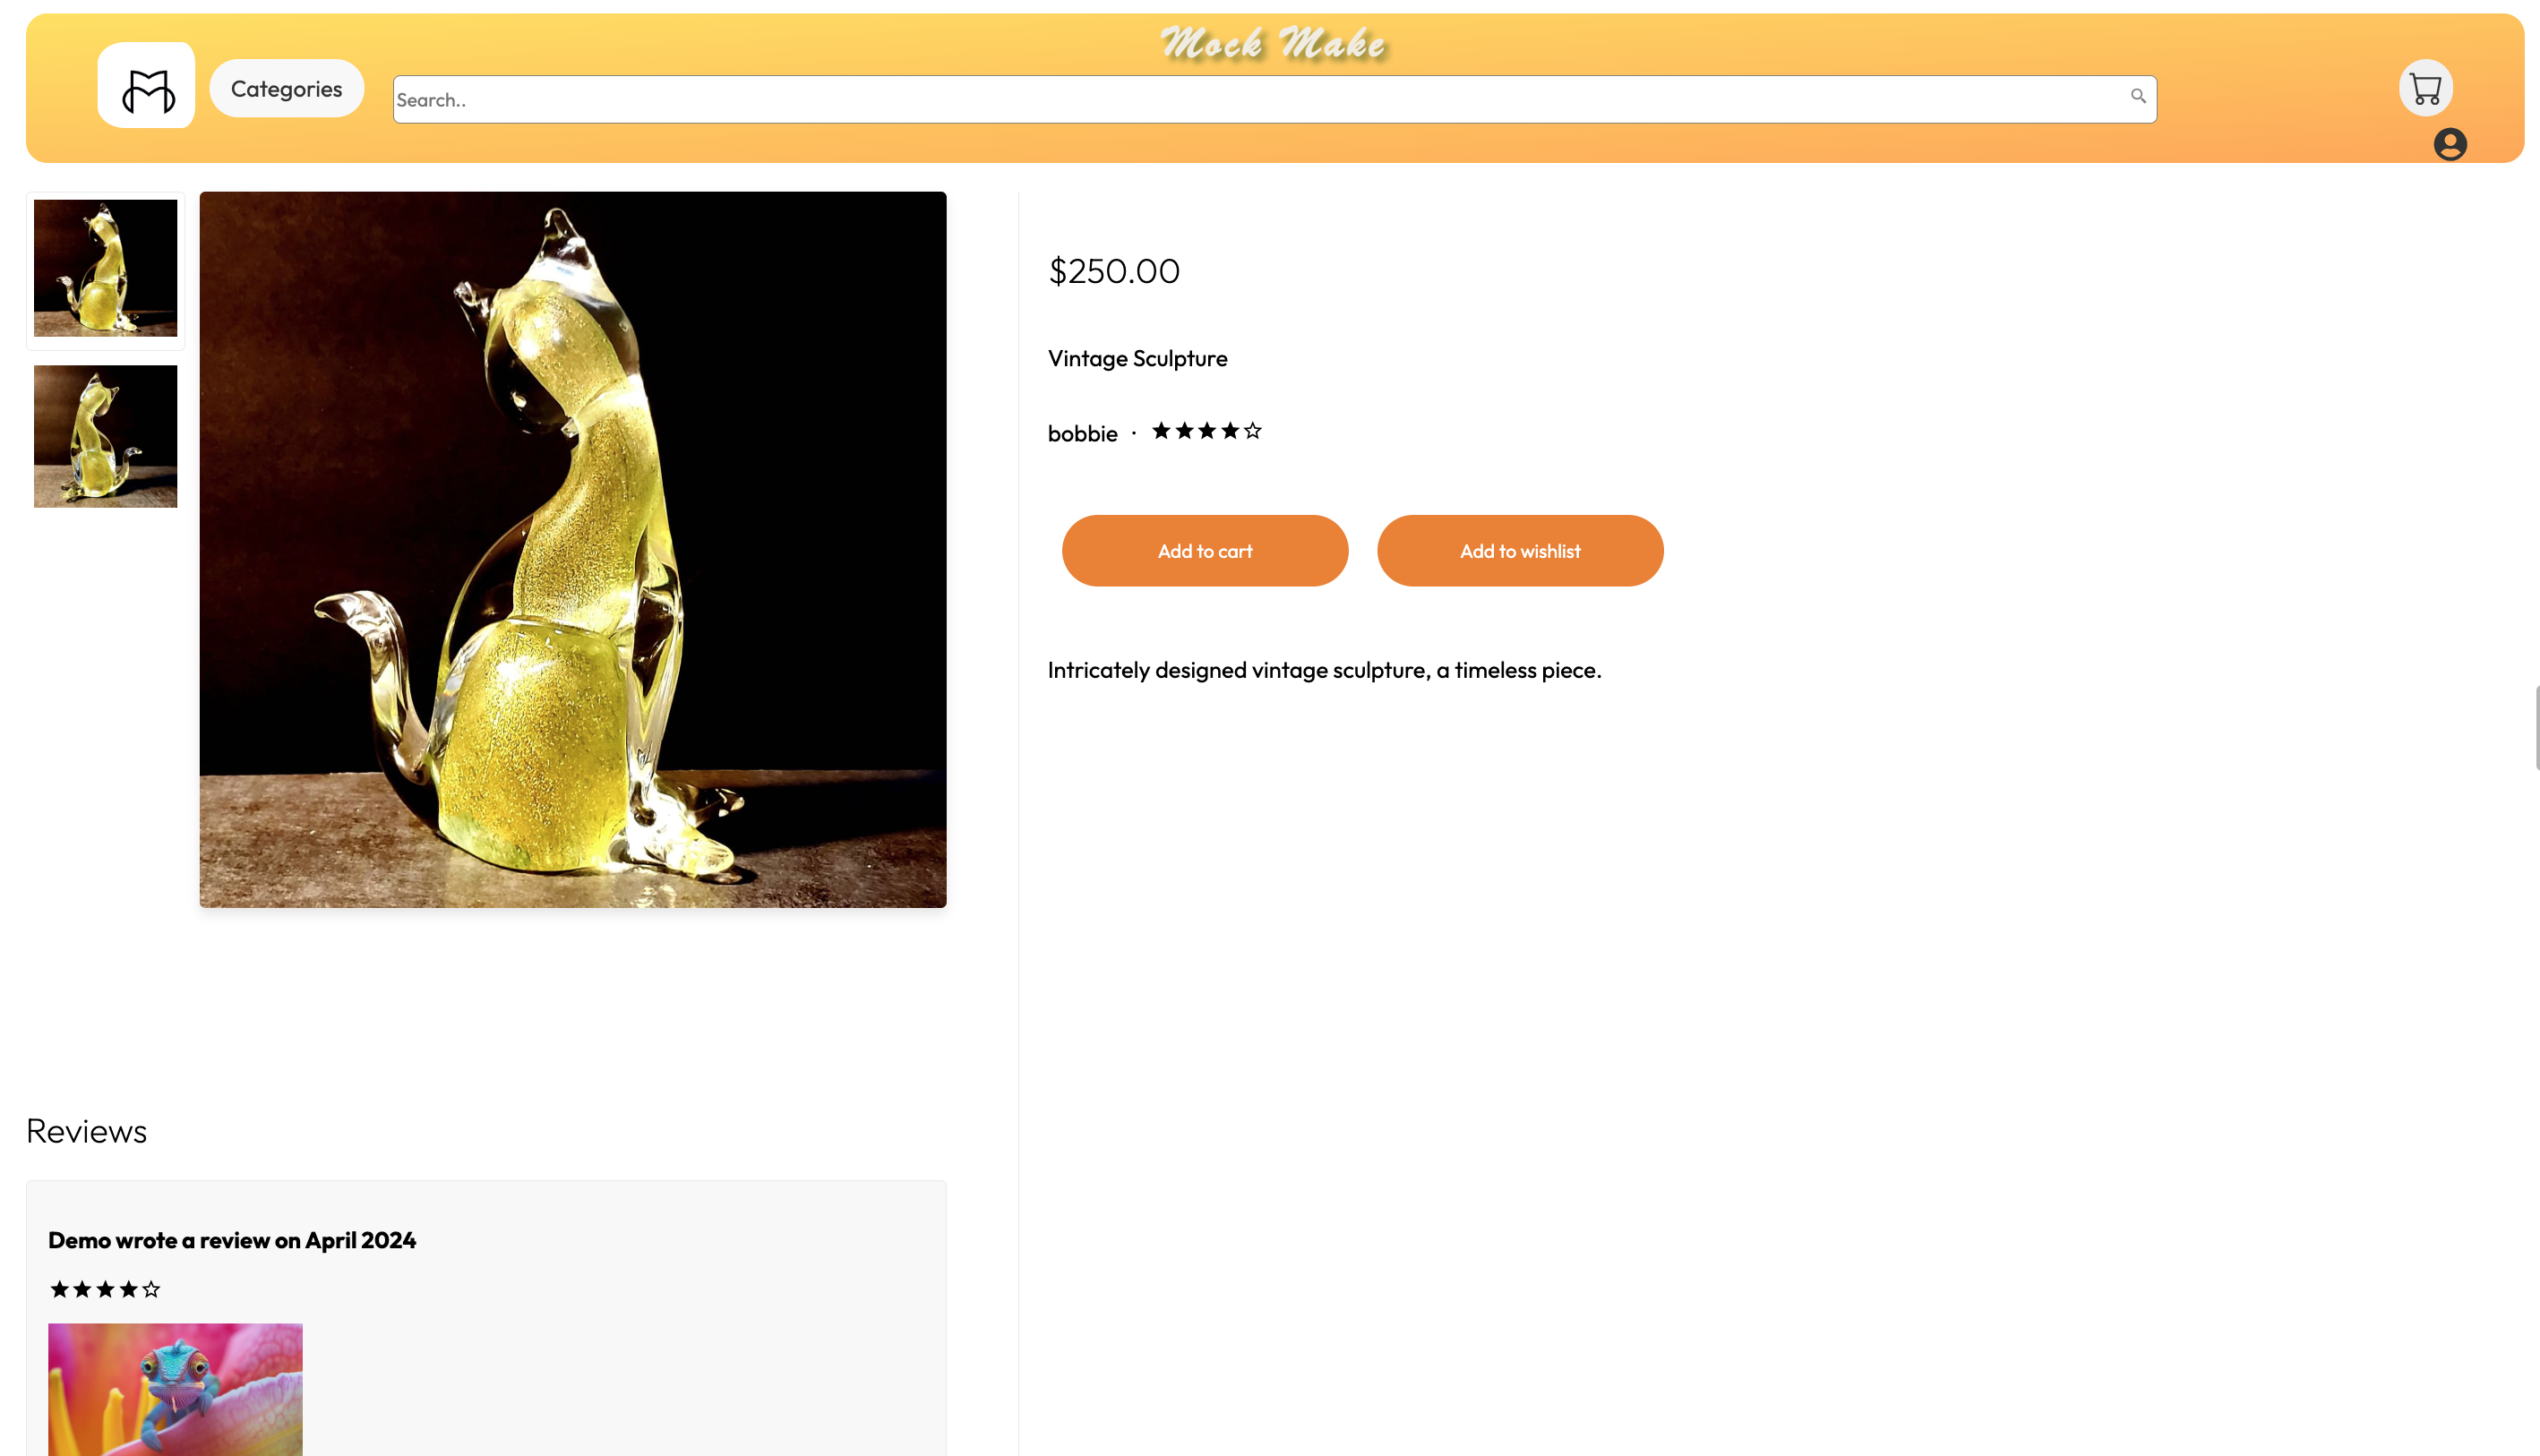 Mock Make
Categories
Search..
$250.00
Vintage Sculpture
bobbie ·
Add to cart
Add to wishlist
Intricately designed vintage sculpture, a timeless piece.
Reviews
Demo wrote a review on April 2024